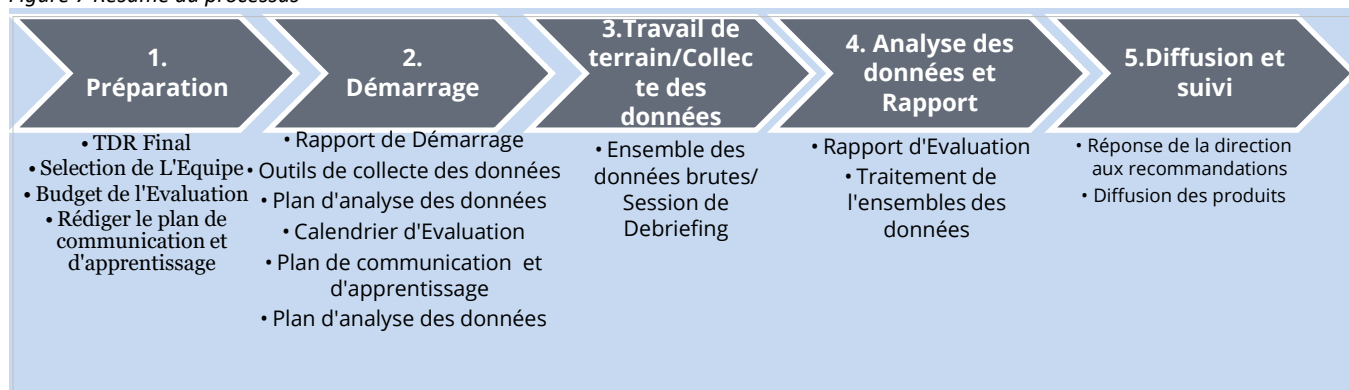 Figure 7 Résumé du processus
1.
Préparation
2.
Démarrage
3.Travail de
terrain/Collec
te des
données
4. Analyse des
données et
Rapport
5.Diffusion et
suivi
• TDR Final
• Selection de L'Equipe
• Budget de l'Evaluation
• Rédiger le plan de
communication et
d'apprentissage
• Rapport de Démarrage
• Outils de collecte des données
• Plan d'analyse des données
• Calendrier d'Evaluation
• Plan de communication et
d'apprentissage
• Plan d'analyse des données
• Ensemble des
données brutes/
Session de
Debriefing
• Rapport d'Evaluation
• Traitement de
l'ensembles des
données
• Réponse de la direction
aux recommandations
• Diffusion des produits